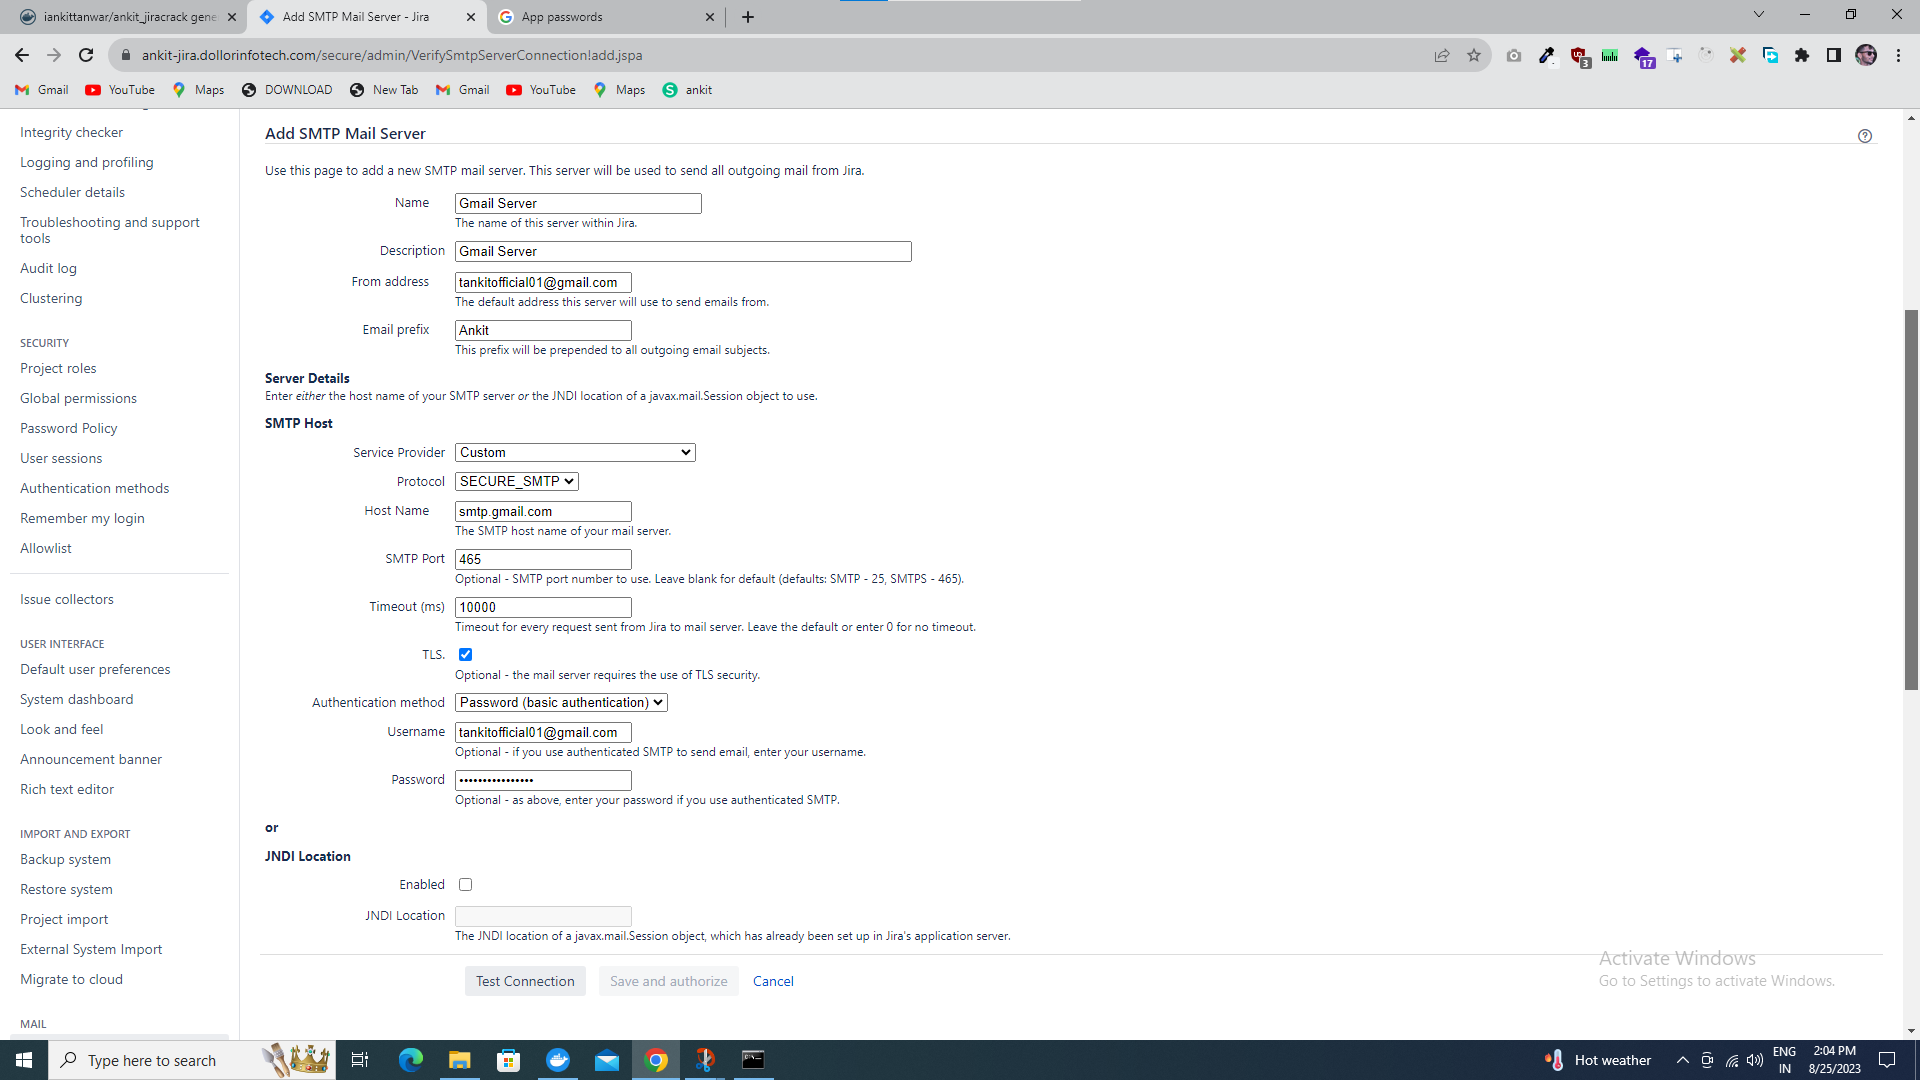 iankittanwar/ankit_jiracrack gene
Add SMTP Mail Server - Jira
App passwords
ankit-jira.dollorinfotech.com/secure/admin/VerifySmtpServerConnection!add.jspa
3
17
Gmail
YouTube
Maps
DOWNLOAD
New Tab
Gmail
YouTube
Maps
ankit
Integrity checker
Logging and profiling
Scheduler details
Troubleshooting and support
tools
Audit log
Clustering
SECURITY
Project roles
Global permissions
Password Policy
User sessions
Authentication methods
Remember my login
Allowlist
Issue collectors
USER INTERFACE
Default user preferences
System dashboard
Look and feel
Announcement banner
Rich text editor
IMPORT AND EXPORT
Backup system
Restore system
Project import
External System Import
Migrate to cloud
MAIL
Add SMTP Mail Server
Use this page to add a new SMTP mail server. This server will be used to send all outgoing mail from Jira.
Name
Gmail Server
The name of this server within Jira.
Description
Gmail Server
From address
tankitofficial01@gmail.com
The default address this server will use to send emails from.
Email prefix
Ankit
This prefix will be prepended to all outgoing email subjects.
Server Details
Enter either the host name of your SMTP server or the JNDI location of a javax.mail.Session object to use.
SMTP Host
Service Provider
Custom
Protocol
SECURE_SMTP
Host Name
smtp.gmail.com
The SMTP host name of your mail server.
SMTP Port
465
Optional - SMTP port number to use. Leave blank for default (defaults: SMTP - 25, SMTPS - 465).
Timeout (ms)
10000
Timeout for every request sent from Jira to mail server. Leave the default or enter 0 for no timeout.
TLS.
Optional - the mail server requires the use of TLS security.
Authentication method
Password (basic authentication)
Username
tankitofficial01@gmail.com
Optional - if you use authenticated SMTP to send email, enter your username.
Password
••••••••••••••••
Optional - as above, enter your password if you use authenticated SMTP.
or
JNDI Location
Enabled
JNDI Location
The JNDI location of a javax.mail.Session object, which has already been set up in Jira's application server.
Test Connection
Save and authorize
Cancel
Activate Windows
Go to Settings to activate Windows.
Type here to search
Hot weather
ENG
IN
2:04 PM
8/25/2023